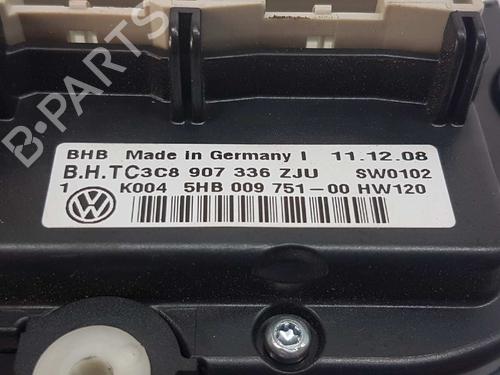 B-PARTS
BHB Made in Germany I 11.12.08
B.H.TC3C8 907 336 ZJU SW0102
1 K004 5HB 009 751-00 HW120